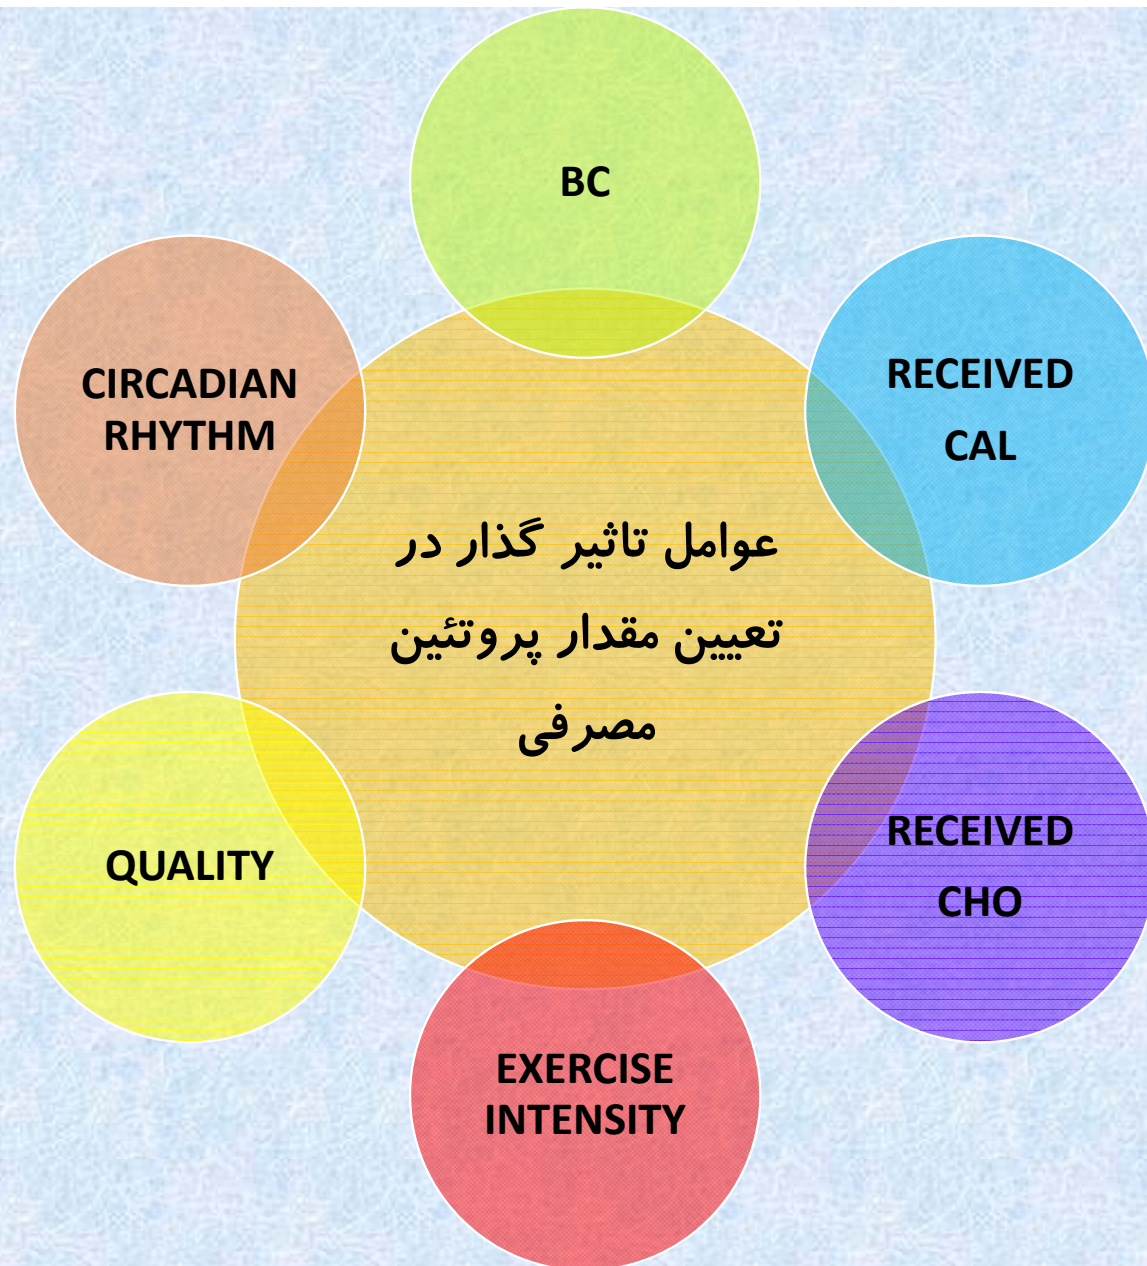 BC
RECEIVED
CAL
RECEIVED
CHO
EXERCISE
INTENSITY
QUALITY
CIRCADIAN
RHYTHM
عوامل تاثیر گذار در
تعیین مقدار پروتئین
مصرفی